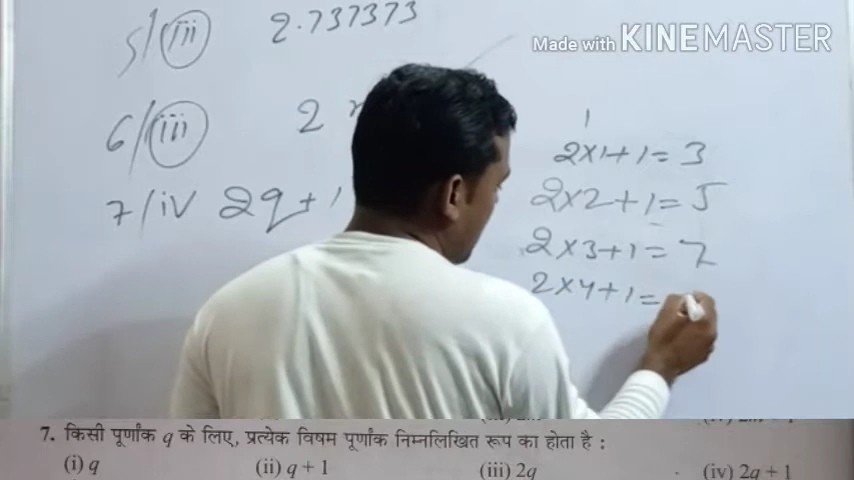 Made with KINEMASTER
5/(iii) 2.737373
6/(iii) 2
7/iv 2q+1
1
2×1+1=3
2×2+1=5
2×3+1=7
2×4+1=
7. किसी पूर्णांक q के लिए, प्रत्येक विषम पूर्णांक निम्नलिखित रूप का होता है :
(i) q (ii) q + 1 (iii) 2q (iv) 2q + 1